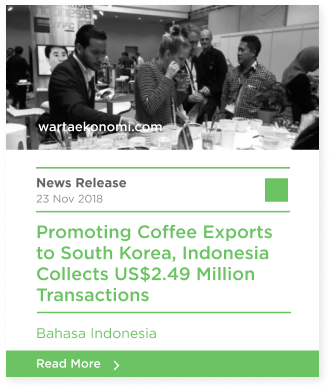 wartaekonomi.com
News Release
23 Nov 2018
Promoting Coffee Exports
to South Korea, Indonesia
Collects US$2.49 Million
Transactions
Bahasa Indonesia
Read More